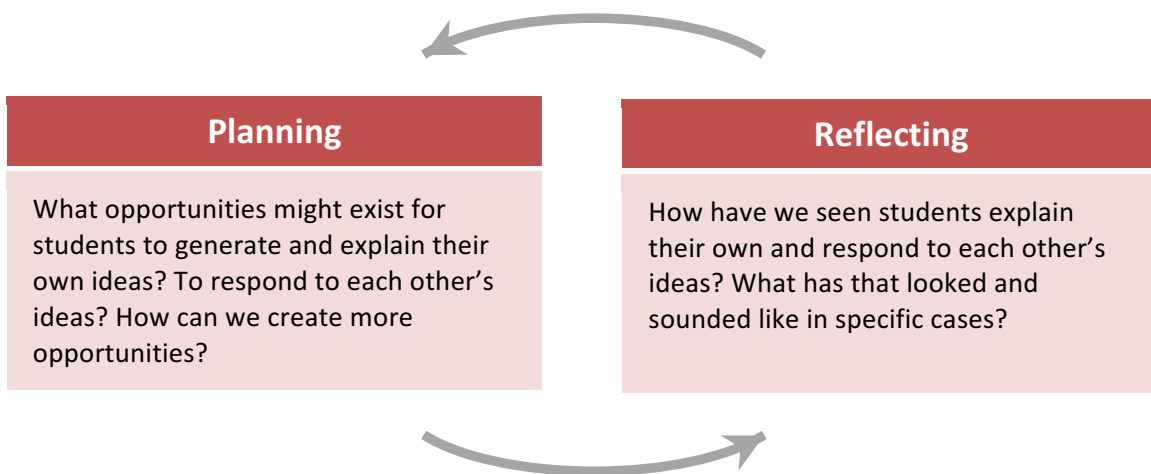 Planning
What opportunities might exist for
students to generate and explain their
own ideas? To respond to each other’s
ideas? How can we create more
opportunities?
Reflecting
How have we seen students explain
their own and respond to each other’s
ideas? What has that looked and
sounded like in specific cases?